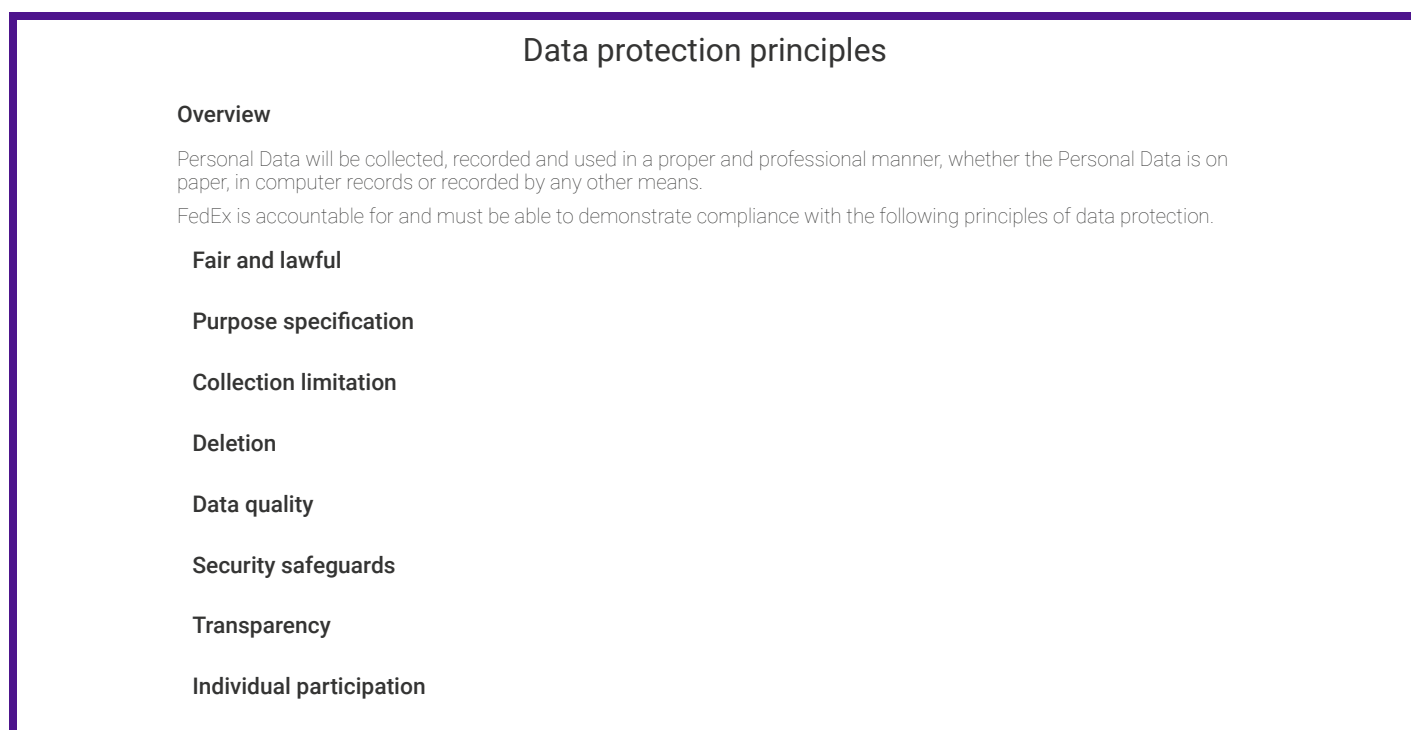 Data protection principles
Overview
Personal Data will be collected, recorded and used in a proper and professional manner, whether the Personal Data is on
paper, in computer records or recorded by any other means.
FedEx is accountable for and must be able to demonstrate compliance with the following principles of data protection.
Fair and lawful
Purpose specification
Collection limitation
Deletion
Data quality
Security safeguards
Transparency
Individual participation